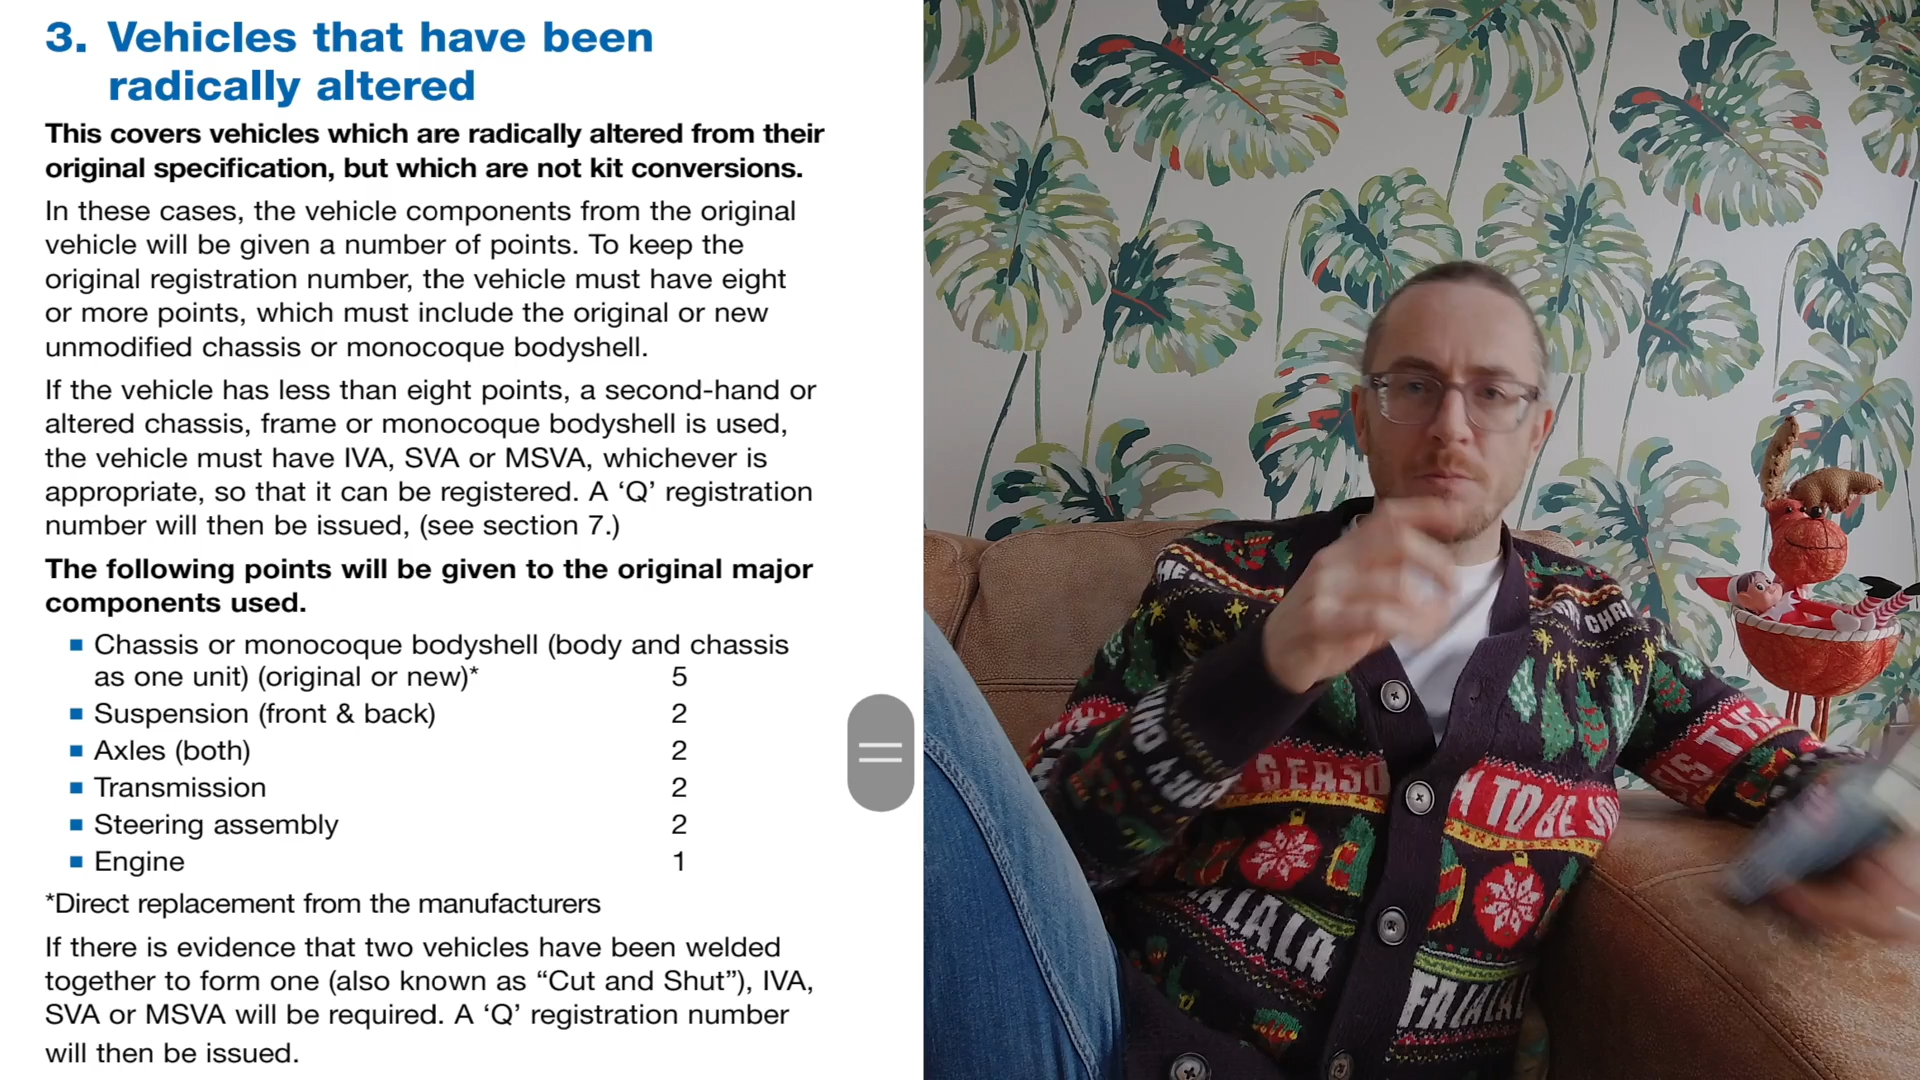 3. Vehicles that have been
radically altered
This covers vehicles which are radically altered from their
original specification, but which are not kit conversions.
In these cases, the vehicle components from the original
vehicle will be given a number of points. To keep the
original registration number, the vehicle must have eight
or more points, which must include the original or new
unmodified chassis or monocoque bodyshell.
If the vehicle has less than eight points, a second-hand or
altered chassis, frame or monocoque bodyshell is used,
the vehicle must have IVA, SVA or MSVA, whichever is
appropriate, so that it can be registered. A ‘Q’ registration
number will then be issued, (see section 7.)
The following points will be given to the original major
components used.
Chassis or monocoque bodyshell (body and chassis
as one unit) (original or new)* 5
Suspension (front & back) 2
Axles (both) 2
Transmission 2
Steering assembly 2
Engine 1
*Direct replacement from the manufacturers
If there is evidence that two vehicles have been welded
together to form one (also known as “Cut and Shut”), IVA,
SVA or MSVA will be required. A ‘Q’ registration number
will then be issued.
TO BE
FALALAL